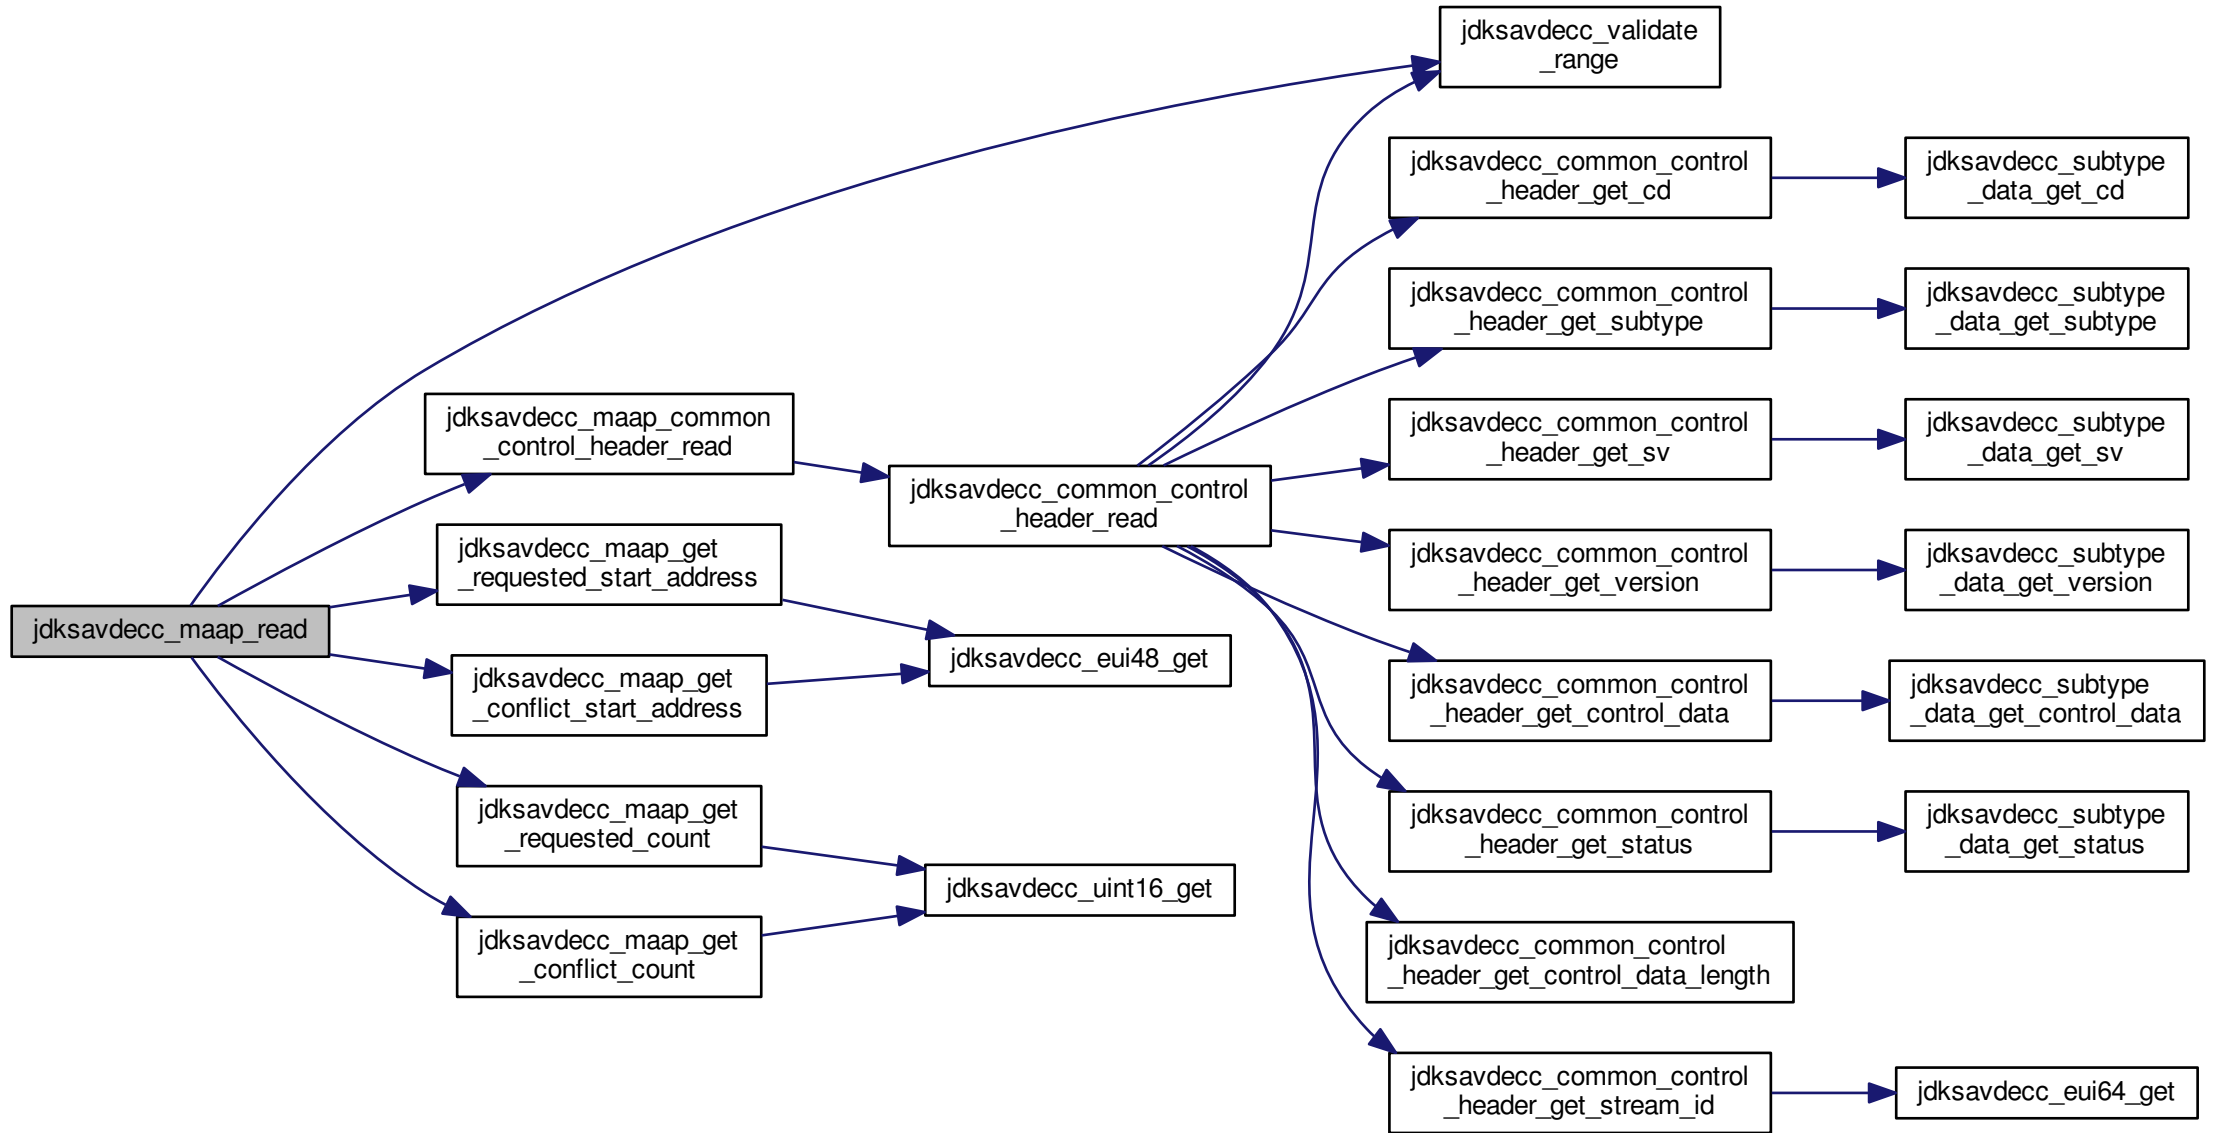 jdksavdecc_maap_read
jdksavdecc_maap_common
_control_header_read
jdksavdecc_maap_get
_requested_start_address
jdksavdecc_maap_get
_conflict_start_address
jdksavdecc_maap_get
_requested_count
jdksavdecc_maap_get
_conflict_count
jdksavdecc_common_control
_header_read
jdksavdecc_eui48_get
jdksavdecc_uint16_get
jdksavdecc_validate
_range
jdksavdecc_common_control
_header_get_cd
jdksavdecc_common_control
_header_get_subtype
jdksavdecc_common_control
_header_get_sv
jdksavdecc_common_control
_header_get_version
jdksavdecc_common_control
_header_get_control_data
jdksavdecc_common_control
_header_get_status
jdksavdecc_common_control
_header_get_control_data_length
jdksavdecc_common_control
_header_get_stream_id
jdksavdecc_subtype
_data_get_cd
jdksavdecc_subtype
_data_get_subtype
jdksavdecc_subtype
_data_get_sv
jdksavdecc_subtype
_data_get_version
jdksavdecc_subtype
_data_get_control_data
jdksavdecc_subtype
_data_get_status
jdksavdecc_eui64_get